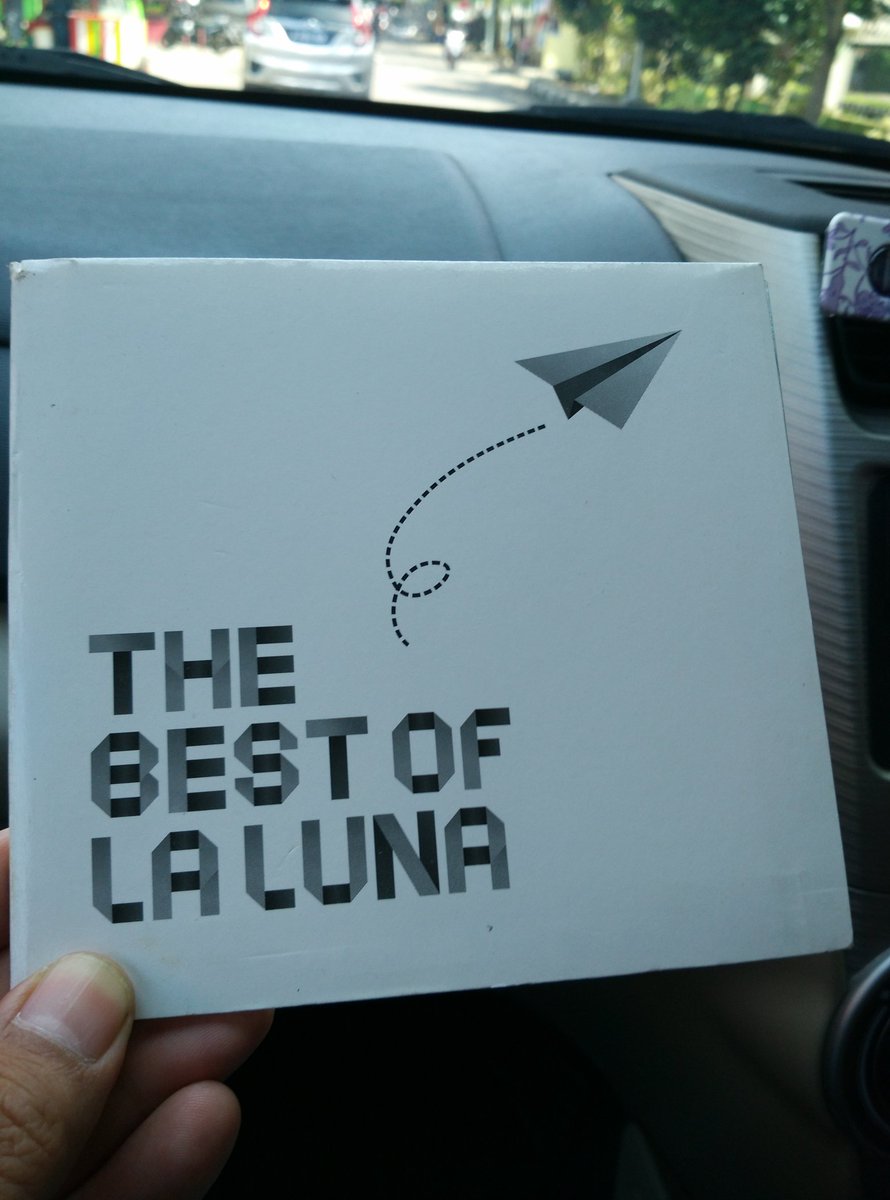 THE
BEST OF
LA LUNA